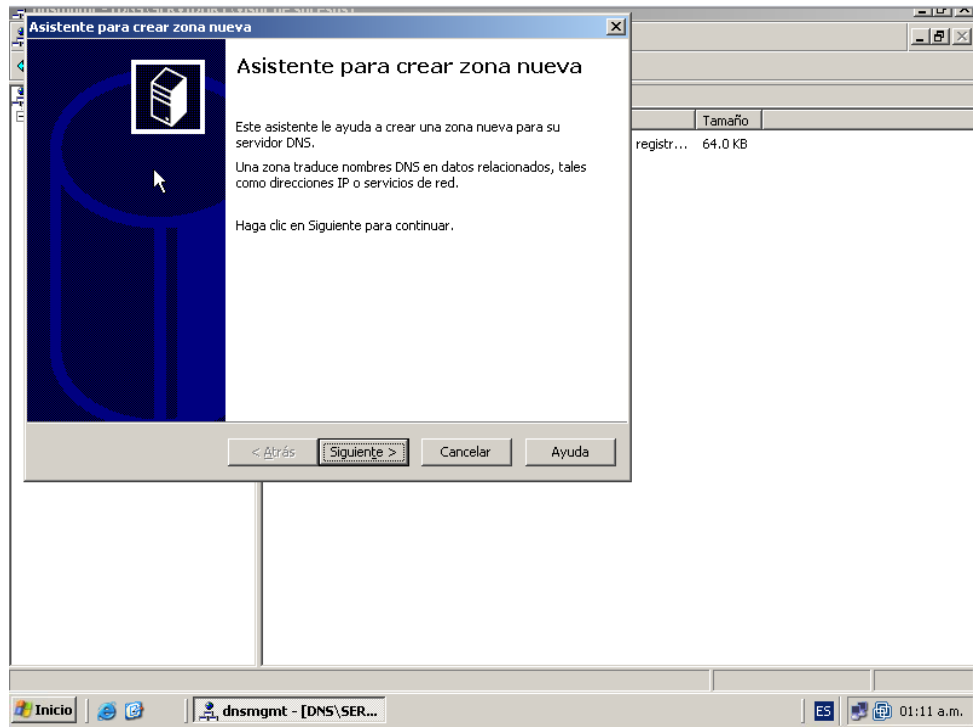 Asistente para crear zona nueva
Asistente para crear zona nueva
Este asistente le ayuda a crear una zona nueva para su
servidor DNS.
Una zona traduce nombres DNS en datos relacionados, tales
como direcciones IP o servicios de red.
Haga clic en Siguiente para continuar.
< Atrás
Siguiente >
Cancelar
Ayuda
Tamaño
registr... 64.0 KB
Inicio
dnsmgmt - [DNS\SER...
ES
01:11 a.m.